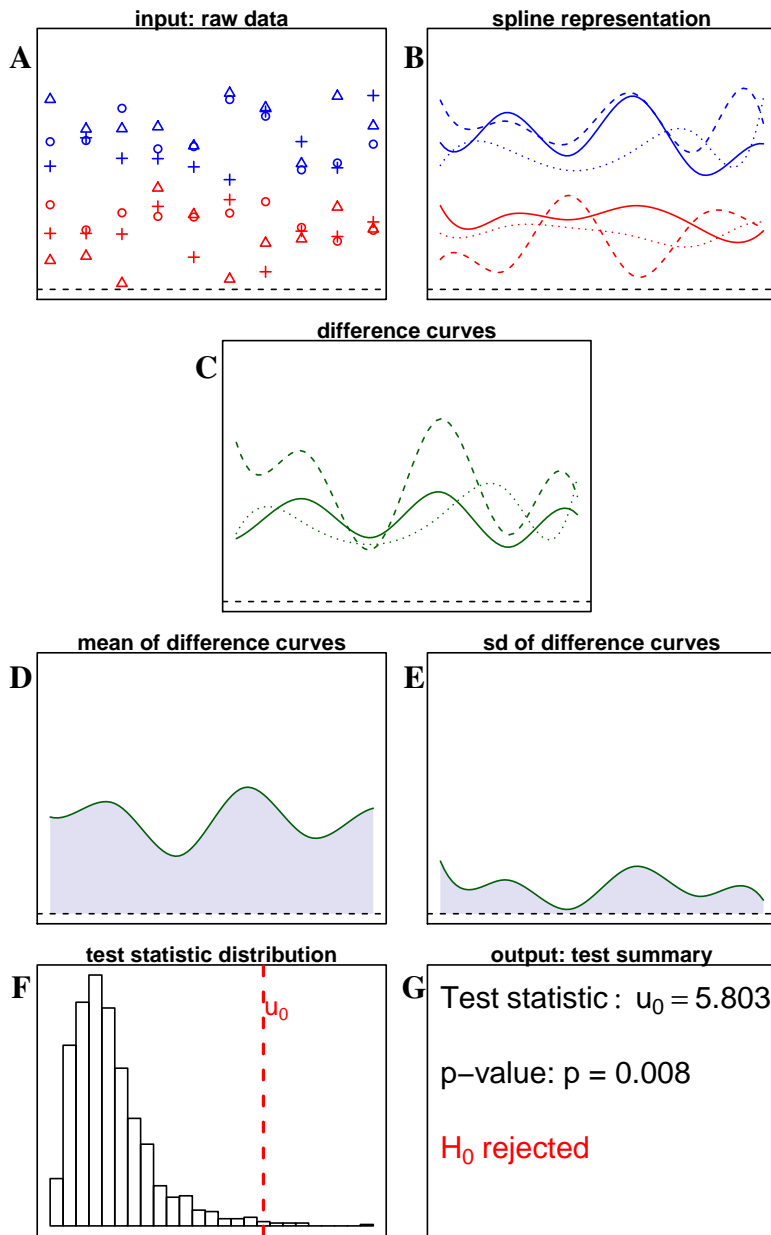 input: raw data
spline representation
A
B
difference curves
C
mean of difference curves
sd of difference curves
D
E
test statistic distribution
output: test summary
F
u₀
G
Test statistic : u₀ = 5.803
p−value: p = 0.008
H₀ rejected